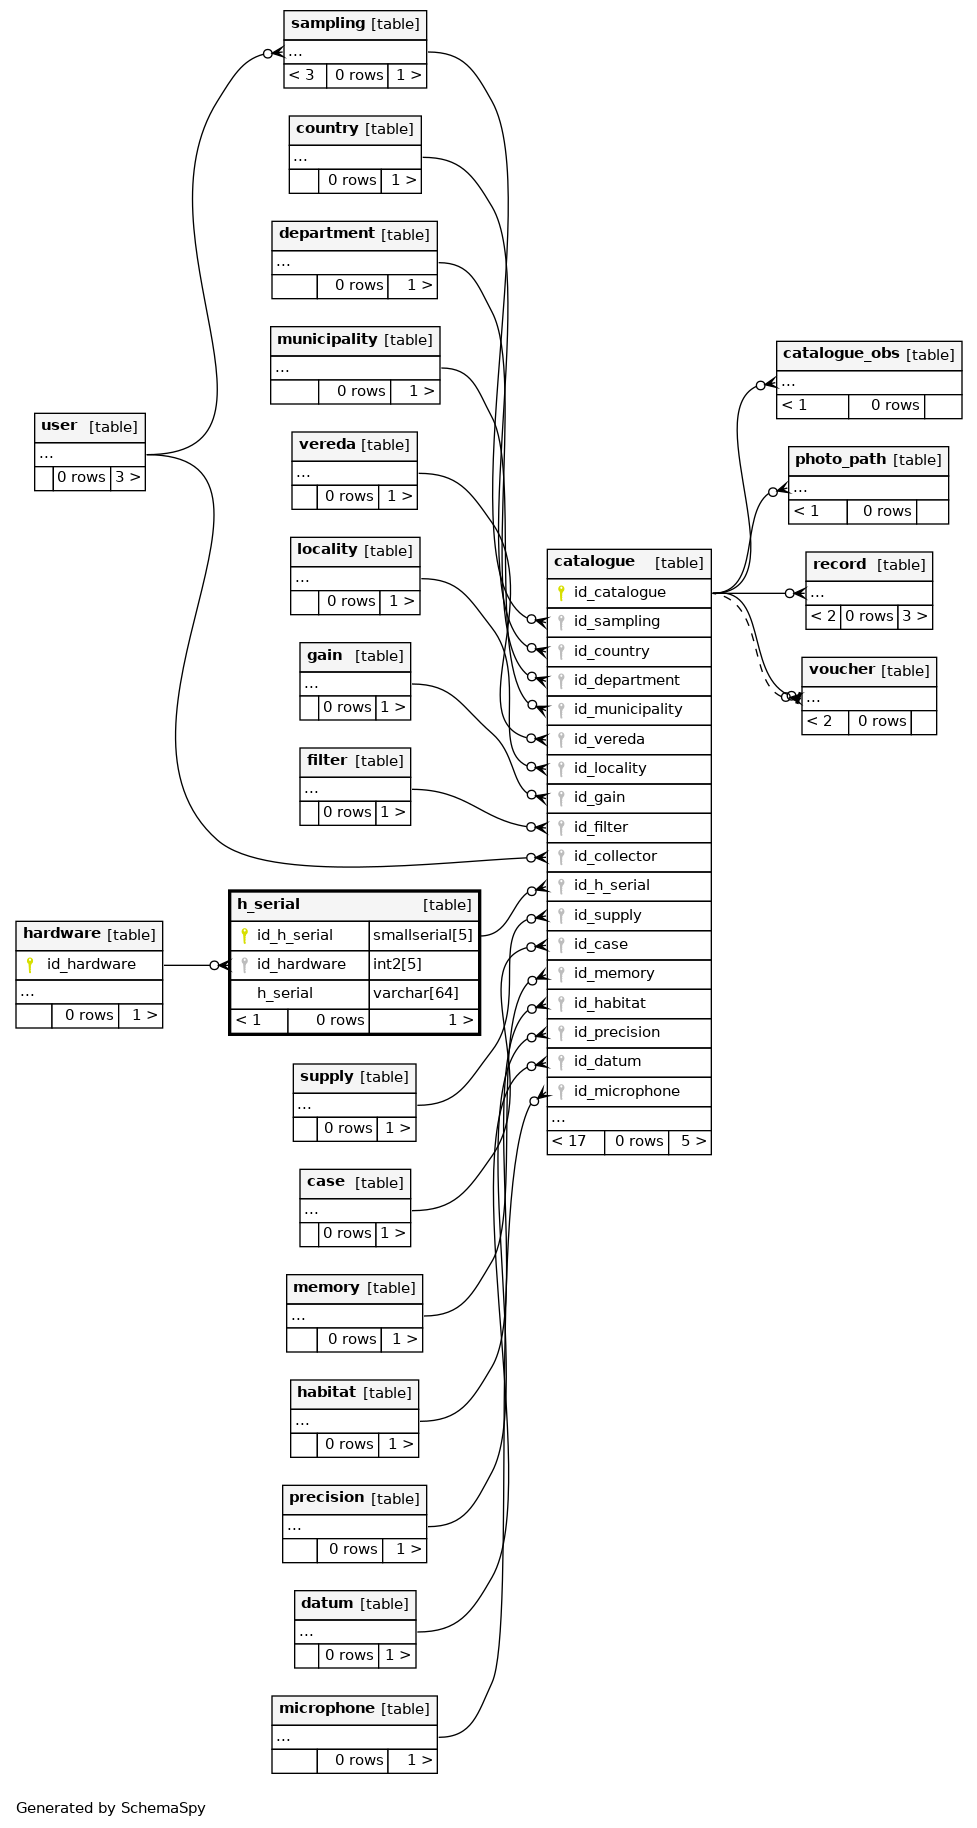 sampling [table]
...
< 3 0 rows 1 >
country [table]
...
0 rows 1 >
department [table]
...
0 rows 1 >
municipality [table]
...
0 rows 1 >
vereda [table]
...
0 rows 1 >
locality [table]
...
0 rows 1 >
gain [table]
...
0 rows 1 >
filter [table]
...
0 rows 1 >
user [table]
...
0 rows 3 >
hardware [table]
id_hardware
...
0 rows 1 >
h_serial [table]
id_h_serial smallserial[5]
id_hardware int2[5]
h_serial varchar[64]
< 1 0 rows 1 >
supply [table]
...
0 rows 1 >
case [table]
...
0 rows 1 >
memory [table]
...
0 rows 1 >
habitat [table]
...
0 rows 1 >
precision [table]
...
0 rows 1 >
datum [table]
...
0 rows 1 >
microphone [table]
...
0 rows 1 >
catalogue [table]
id_catalogue
id_sampling
id_country
id_department
id_municipality
id_vereda
id_locality
id_gain
id_filter
id_collector
id_h_serial
id_supply
id_case
id_memory
id_habitat
id_precision
id_datum
id_microphone
...
< 17 0 rows 5 >
catalogue_obs [table]
...
< 1 0 rows
photo_path [table]
...
< 1 0 rows
record [table]
...
< 2 0 rows 3 >
voucher [table]
...
< 2 0 rows
Generated by SchemaSpy